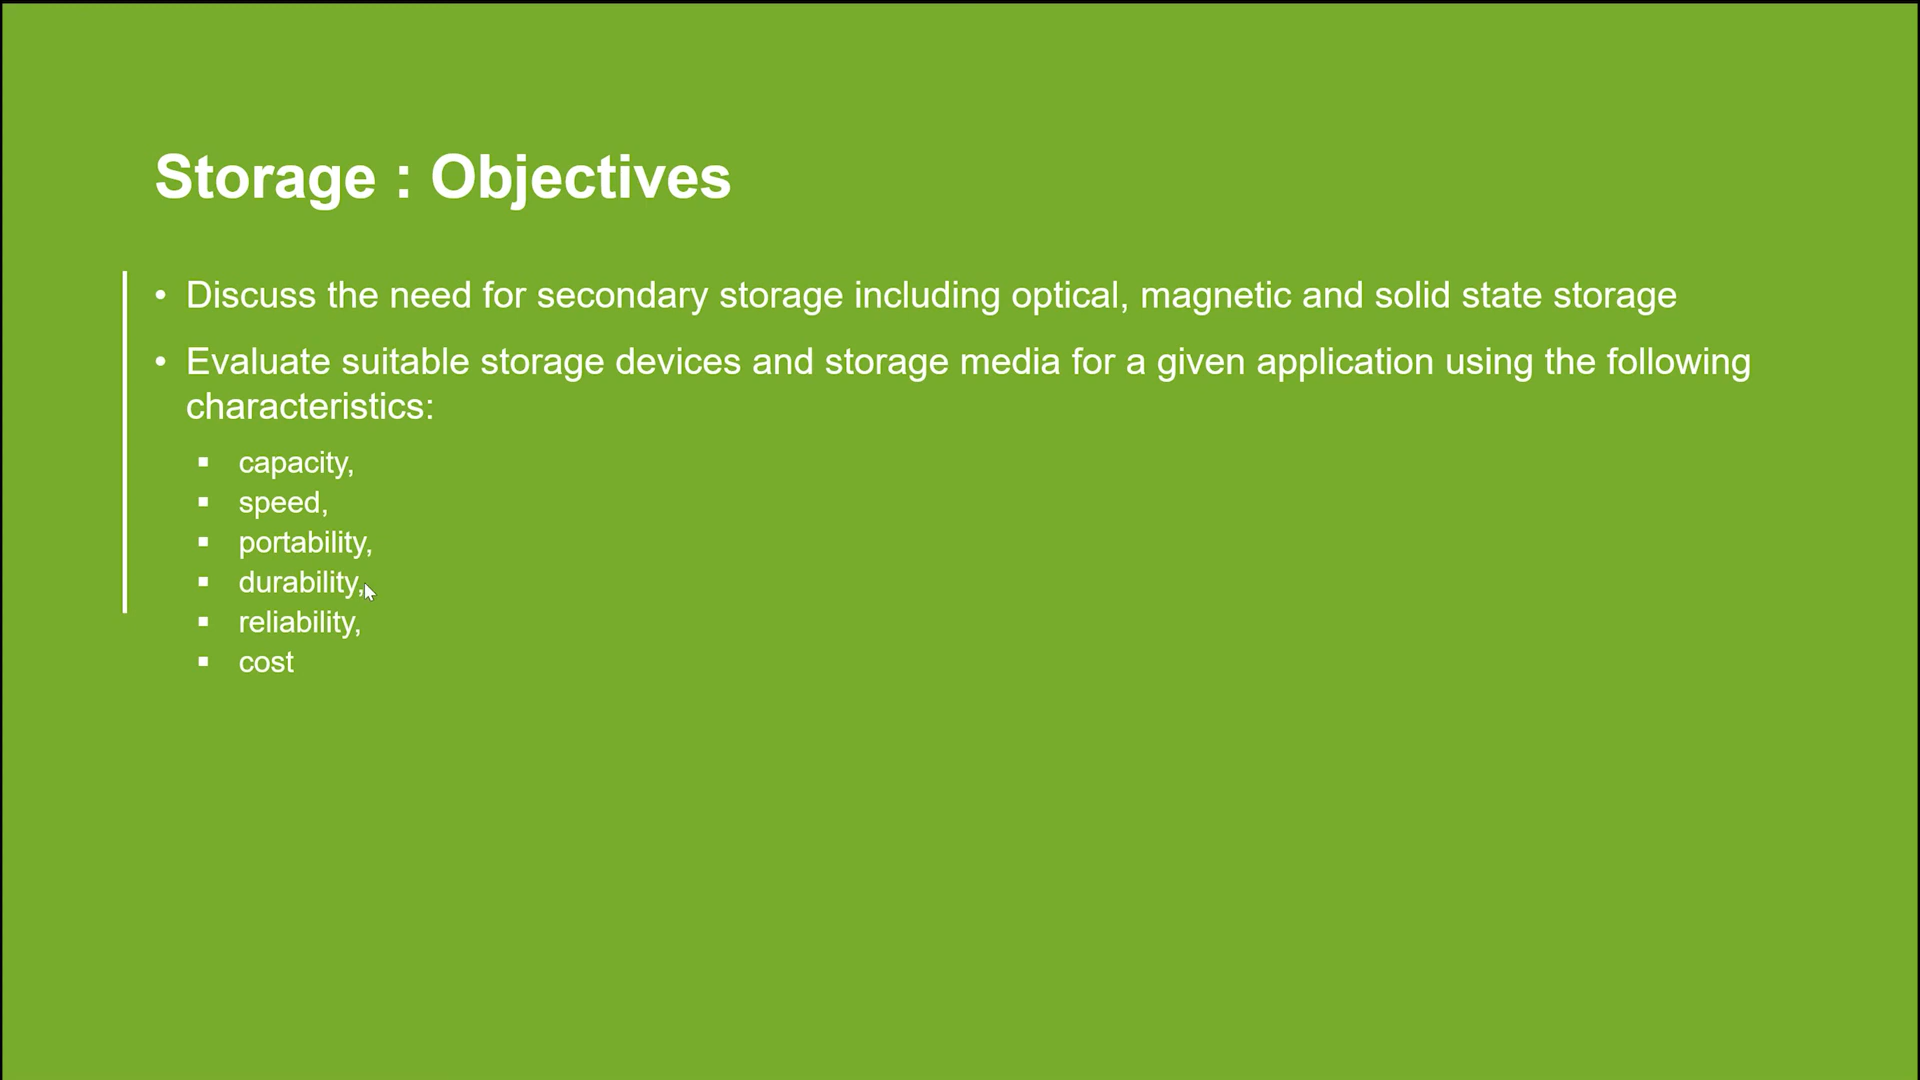 Storage : Objectives
• Discuss the need for secondary storage including optical, magnetic and solid state storage
• Evaluate suitable storage devices and storage media for a given application using the following
characteristics:
▪ capacity,
▪ speed,
▪ portability,
▪ durability,
▪ reliability,
▪ cost